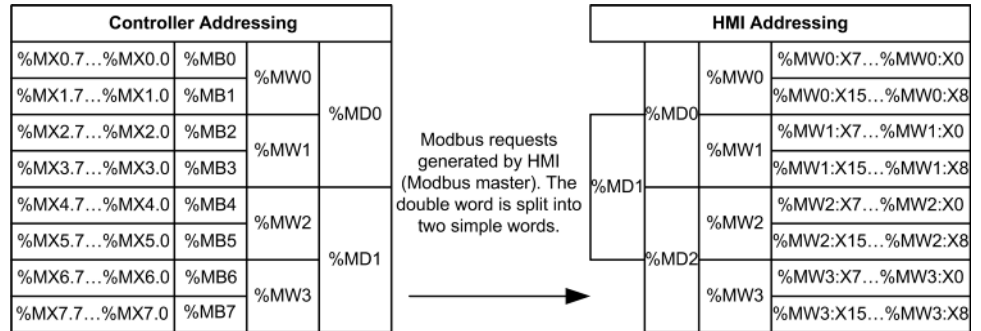 Controller Addressing
HMI Addressing
%MX0.7…%MX0.0 %MB0
%MX1.7…%MX1.0 %MB1
%MW0
%MX2.7…%MX2.0 %MB2
%MX3.7…%MX3.0 %MB3
%MW1
%MD0
%MX4.7…%MX4.0 %MB4
%MX5.7…%MX5.0 %MB5
%MW2
%MX6.7…%MX6.0 %MB6
%MX7.7…%MX7.0 %MB7
%MW3
%MD1
Modbus requests
generated by HMI
(Modbus master). The
double word is split into
two simple words.
%MD1
%MD0
%MD2
%MW0
%MW0:X7…%MW0:X0
%MW0:X15…%MW0:X8
%MW1
%MW1:X7…%MW1:X0
%MW1:X15…%MW1:X8
%MW2
%MW2:X7…%MW2:X0
%MW2:X15…%MW2:X8
%MW3
%MW3:X7…%MW3:X0
%MW3:X15…%MW3:X8